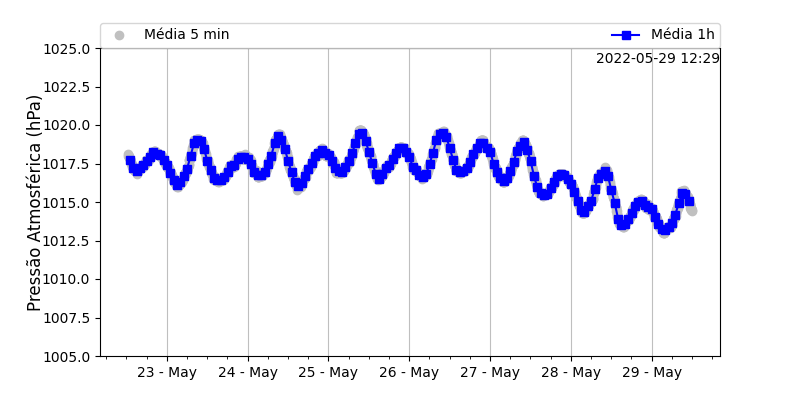 Média 5 min
Média 1h
2022-05-29 12:29
Pressão Atmosférica (hPa)
1025.0
1022.5
1020.0
1017.5
1015.0
1012.5
1010.0
1007.5
1005.0
23 - May
24 - May
25 - May
26 - May
27 - May
28 - May
29 - May